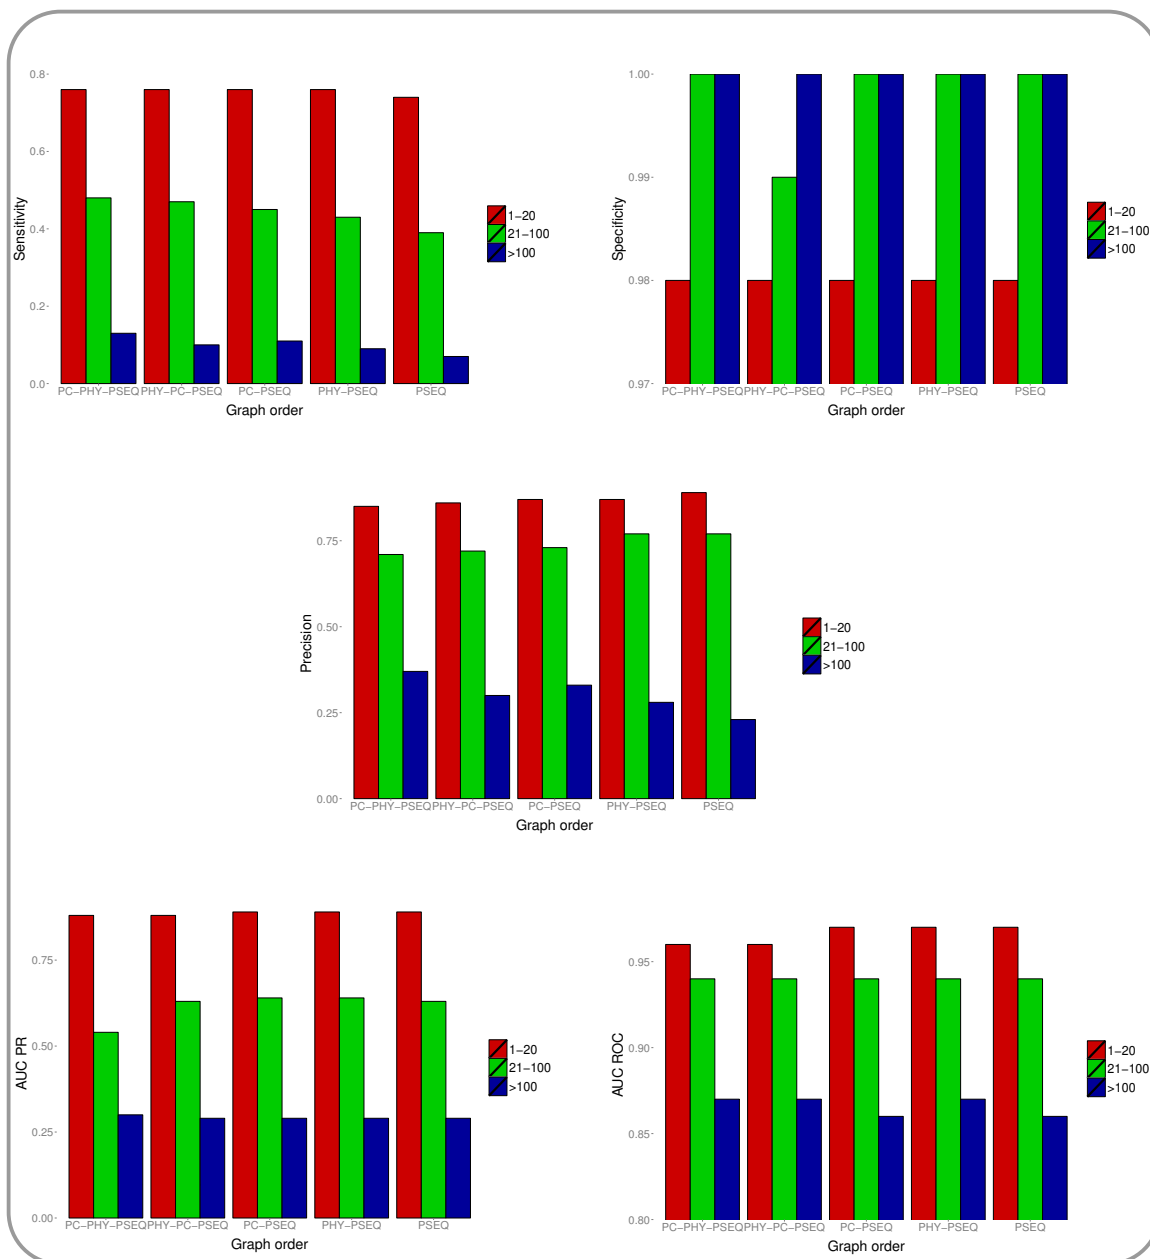 0.8
0.6
0.4
0.2
0.0
Sensitivity
PC-PHY-PSEQ PHY-PC-PSEQ PC-PSEQ PHY-PSEQ PSEQ
Graph order
1-20
21-100
>100
1.00
0.99
0.98
0.97
Specificity
PC-PHY-PSEQ PHY-PC-PSEQ PC-PSEQ PHY-PSEQ PSEQ
Graph order
1-20
21-100
>100
0.75
0.50
0.25
0.00
Precision
PC-PHY-PSEQ PHY-PC-PSEQ PC-PSEQ PHY-PSEQ PSEQ
Graph order
1-20
21-100
>100
0.75
0.50
0.25
0.00
AUC PR
PC-PHY-PSEQ PHY-PC-PSEQ PC-PSEQ PHY-PSEQ PSEQ
Graph order
1-20
21-100
>100
0.95
0.90
0.85
0.80
AUC ROC
PC-PHY-PSEQ PHY-PC-PSEQ PC-PSEQ PHY-PSEQ PSEQ
Graph order
1-20
21-100
>100